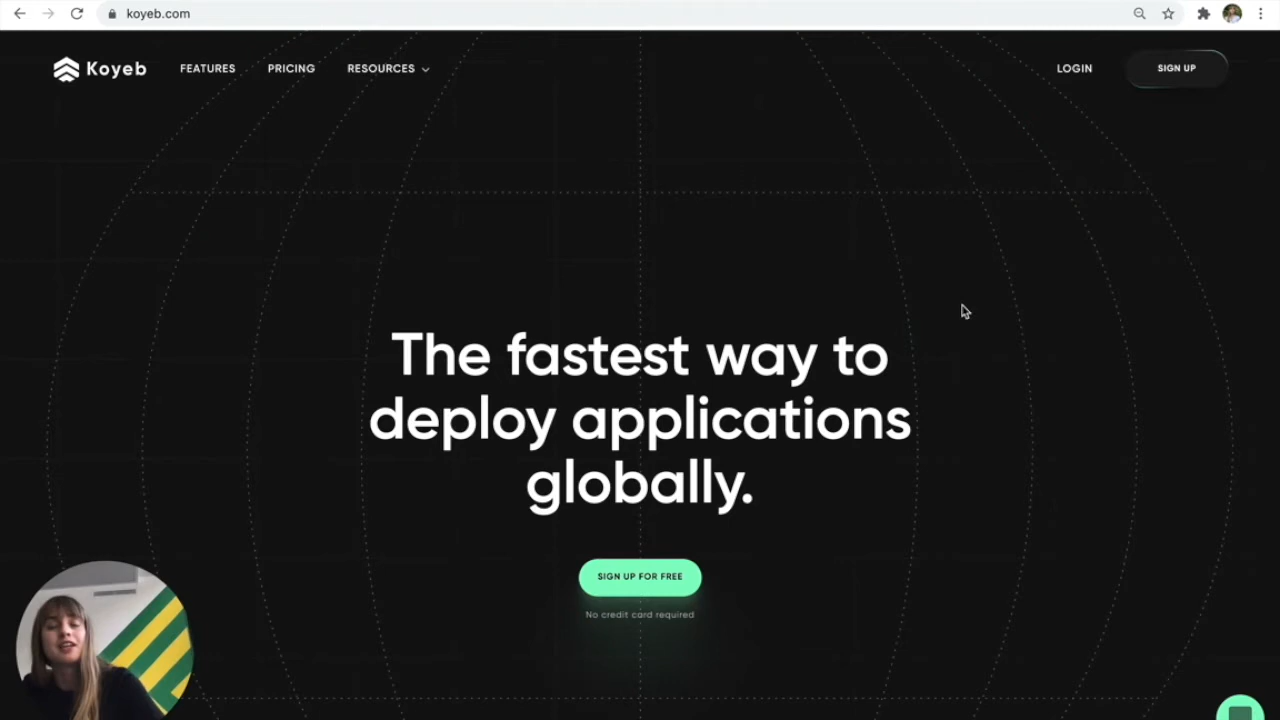 koyeb.com
Koyeb
FEATURES
PRICING
RESOURCES
LOGIN
SIGN UP
The fastest way to
deploy applications
globally.
SIGN UP FOR FREE
No credit card required